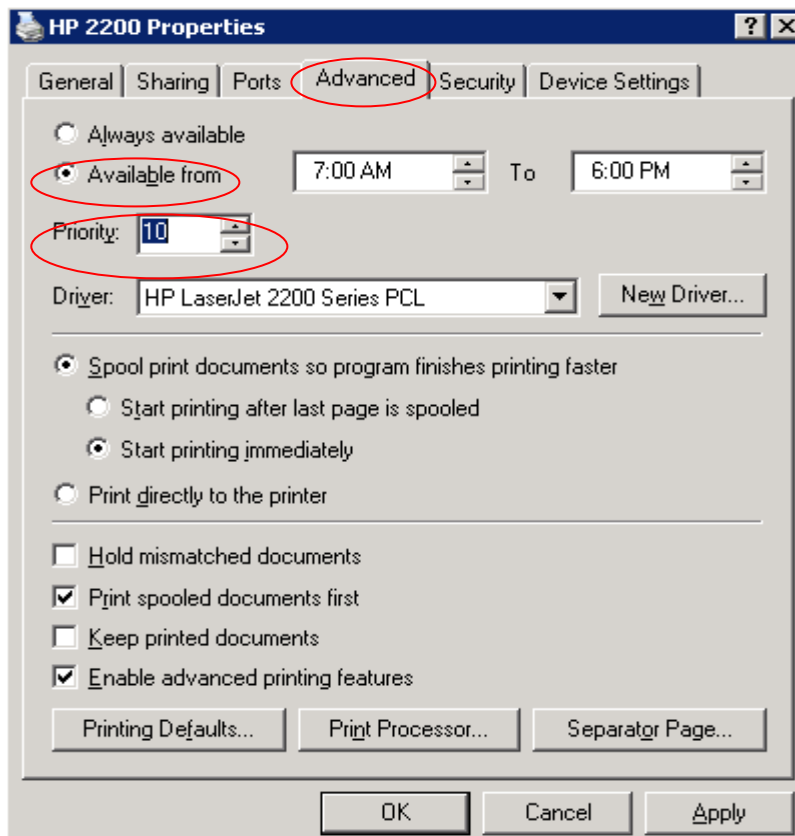 HP 2200 Properties
General Sharing Ports Advanced Security Device Settings
Always available
Available from 7:00 AM To 6:00 PM
Priority: 10
Driver: HP LaserJet 2200 Series PCL New Driver...
Spool print documents so program finishes printing faster
Start printing after last page is spooled
Start printing immediately
Print directly to the printer
Hold mismatched documents
Print spooled documents first
Keep printed documents
Enable advanced printing features
Printing Defaults... Print Processor... Separator Page...
OK Cancel Apply